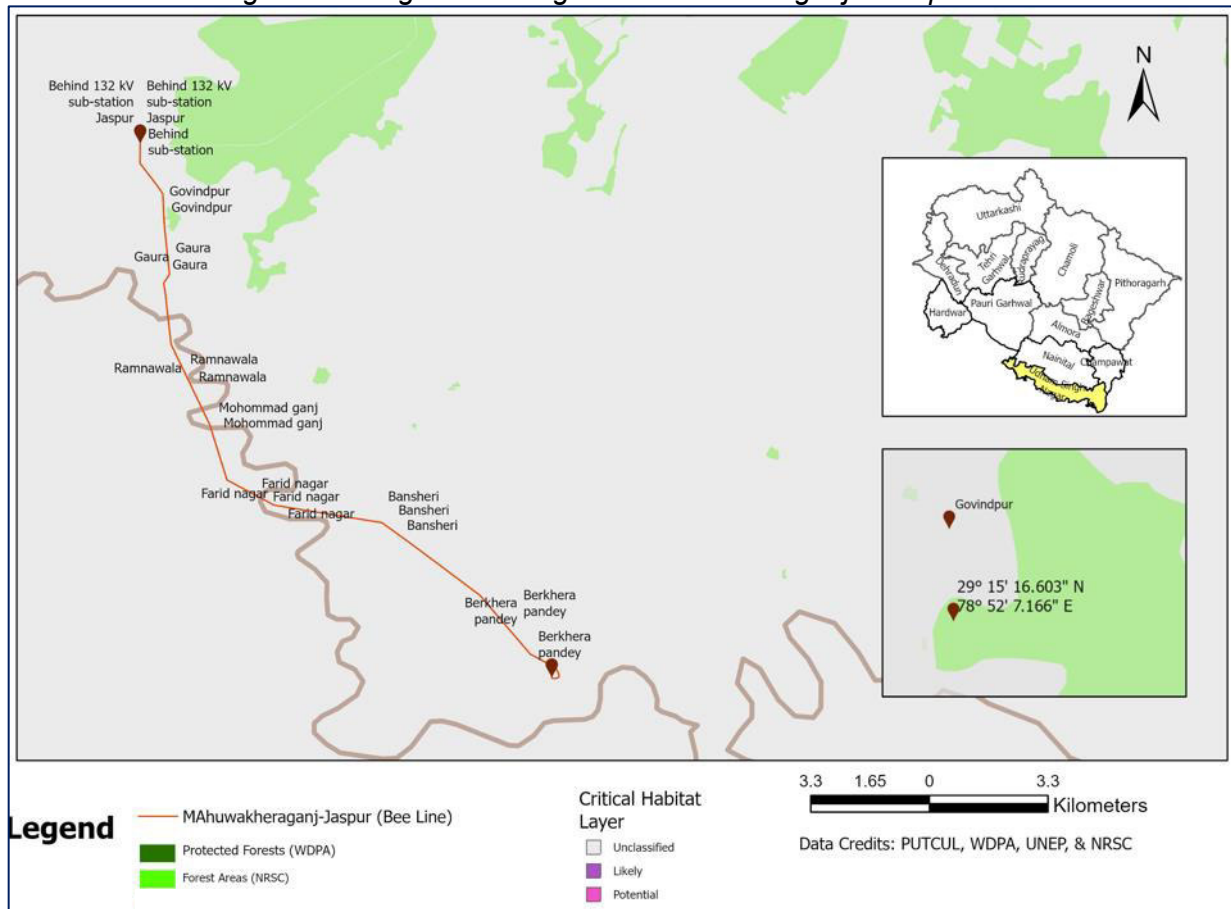 N
Behind 132 kV
sub-station
Jaspur
Behind 132 kV
sub-station
Jaspur
Behind
sub-station
Govindpur
Govindpur
Gaura
Gaura
Gaura
Ramnawala
Ramnawala
Ramnawala
Mohommad ganj
Mohommad ganj
Farid nagar
Farid nagar
Farid nagar
Farid nagar
Bansheri
Bansheri
Bansheri
Berkhera
pandey
Berkhera
pandey
Berkhera
pandey
Uttarkashi
Dehradun
Tehri
Garhwal
Rudraprayag
Chamoli
Pithoragarh
Hardwar
Pauri Garhwal
Bageshwar
Almora
Nainital
Champawat
Udham Singh
Nagar
Govindpur
29° 15' 16.603" N
78° 52' 7.166" E
Legend
MAhuwakheraganj-Jaspur (Bee Line)
Protected Forests (WDPA)
Forest Areas (NRSC)
Critical Habitat
Layer
Unclassified
Likely
Potential
3.3 1.65 0 3.3
Kilometers
Data Credits: PUTCUL, WDPA, UNEP, & NRSC